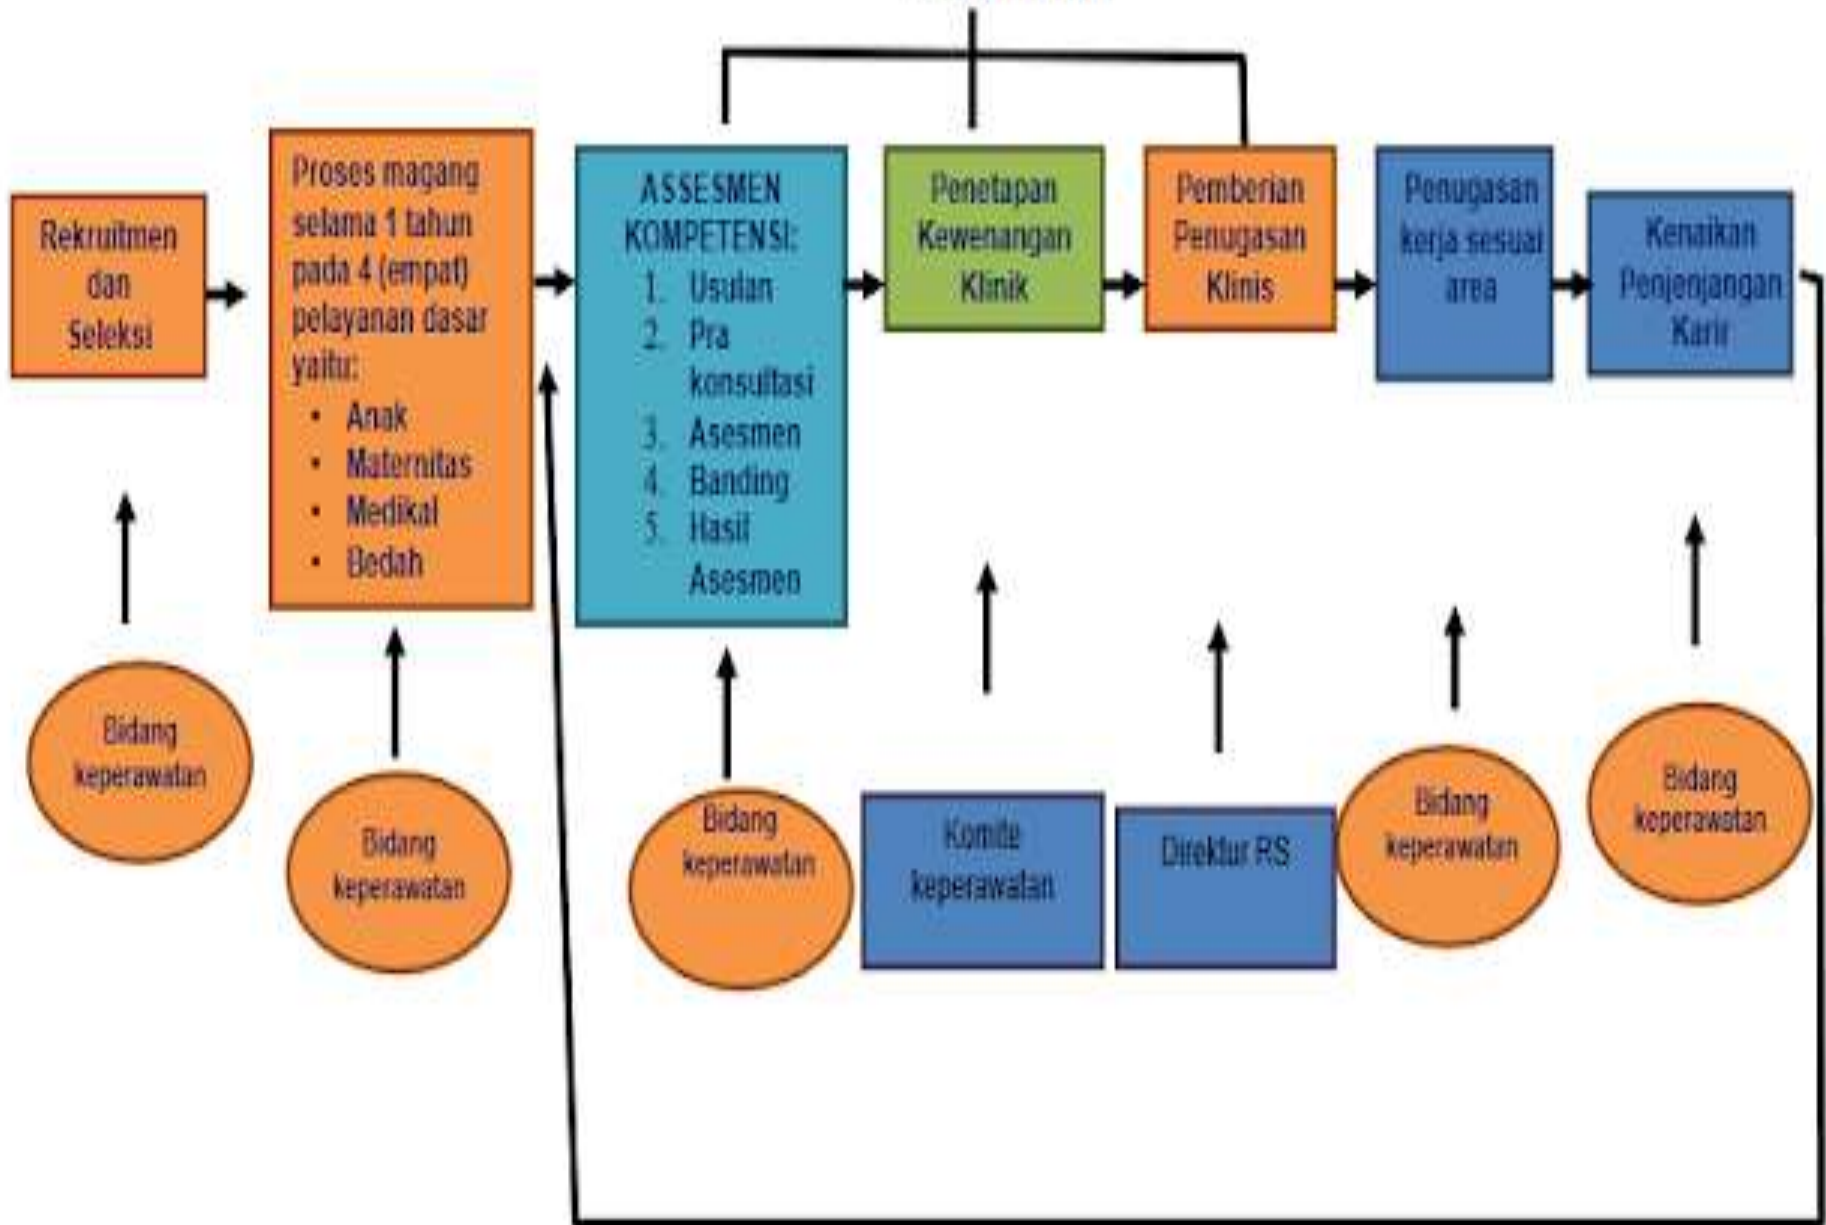 Rekruitmen
dan
Seleksi
Proses magang
selama 1 tahun
pada 4 (empat)
pelayanan dasar
yaitu:
• Anak
• Maternitas
• Medikal
• Bedah
ASSESMEN
KOMPETENSI:
1. Usulan
2. Pra
konsultasi
3. Asesmen
4. Banding
5. Hasil
Asesmen
Penetapan
Kewenangan
Klinik
Pemberian
Penugasan
Klinis
Penugasan
kerja sesuai
area
Kenaikan
Penjenjangan
Karir
Bidang
keperawatan
Bidang
keperawatan
Bidang
keperawatan
Komite
keperawatan
Direktur RS
Bidang
keperawatan
Bidang
keperawatan